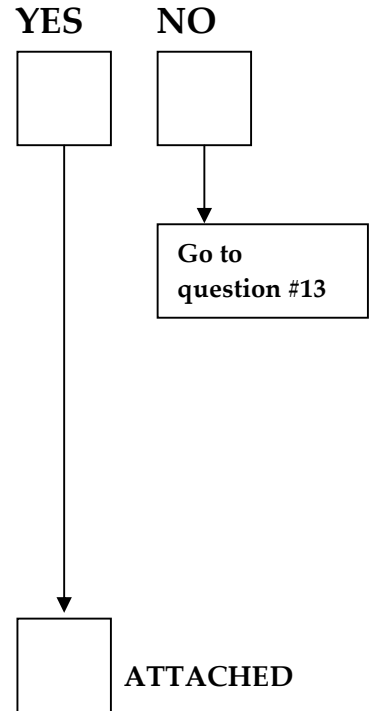 YES NO
Go to
question #13
ATTACHED